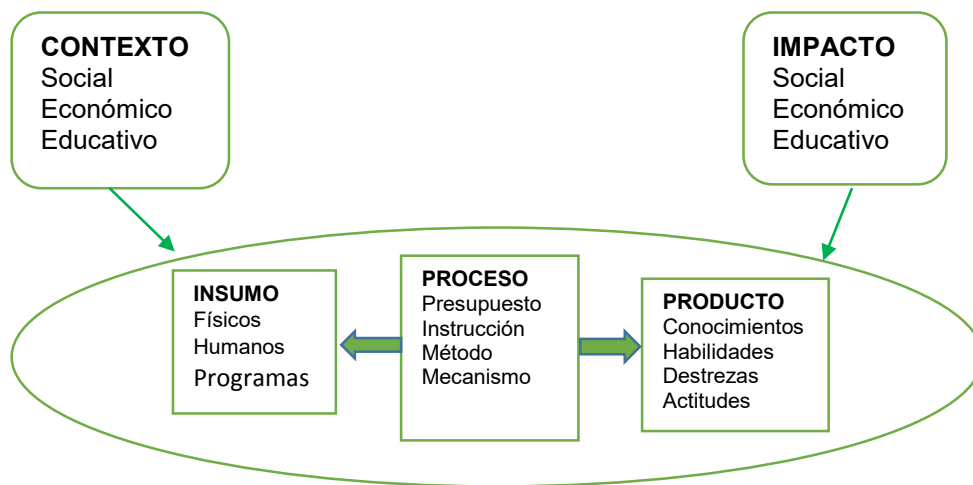 CONTEXTO
Social
Económico
Educativo
IMPACTO
Social
Económico
Educativo
INSUMO
Físicos
Humanos
Programas
PROCESO
Presupuesto
Instrucción
Método
Mecanismo
PRODUCTO
Conocimientos
Habilidades
Destrezas
Actitudes